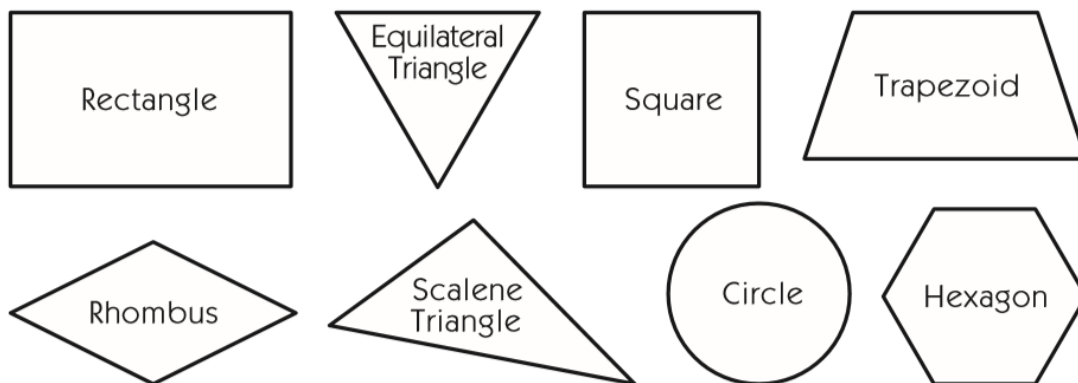 Rectangle
Equilateral
Triangle
Square
Trapezoid
Rhombus
Scalene
Triangle
Circle
Hexagon